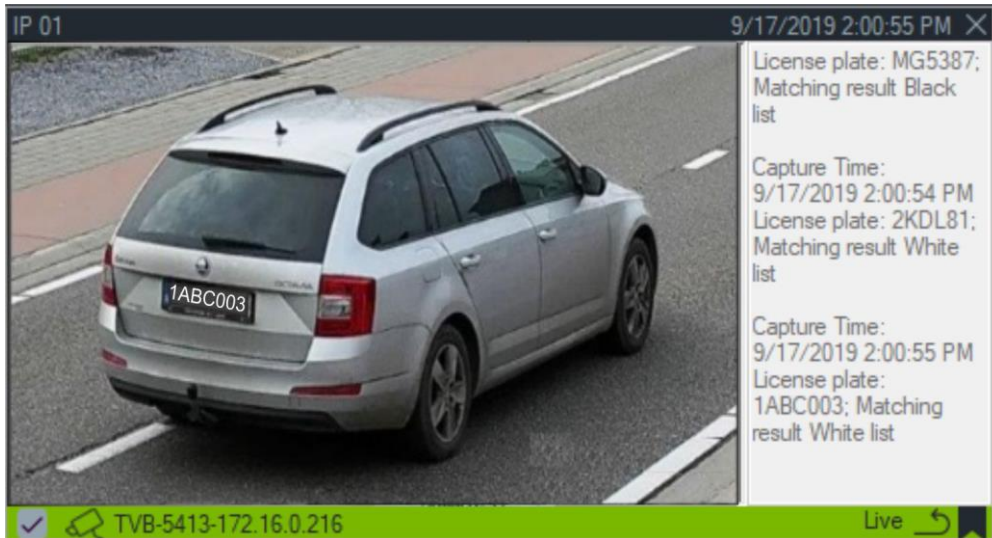 IP 01
9/17/2019 2:00:55 PM
1ABC003
License plate: MG5387;
Matching result Black
list
Capture Time:
9/17/2019 2:00:54 PM
License plate: 2KDL81;
Matching result White
list
Capture Time:
9/17/2019 2:00:55 PM
License plate:
1ABC003; Matching
result White list
TVB-5413-172.16.0.216
Live